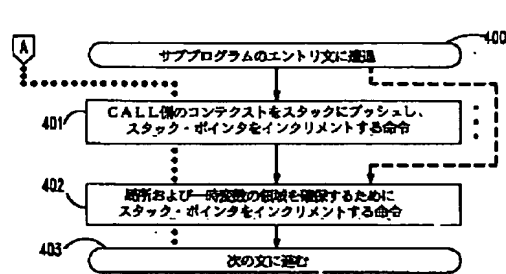 A
400
サブプログラムのエントリ文に遭遇
401
CALL側のコンテクストをスタックにプッシュし、
スタック・ポインタをインクリメントする命令
402
局所および一時変数の領域を確保するために
スタック・ポインタをインクリメントする命令
403
次の文に進む